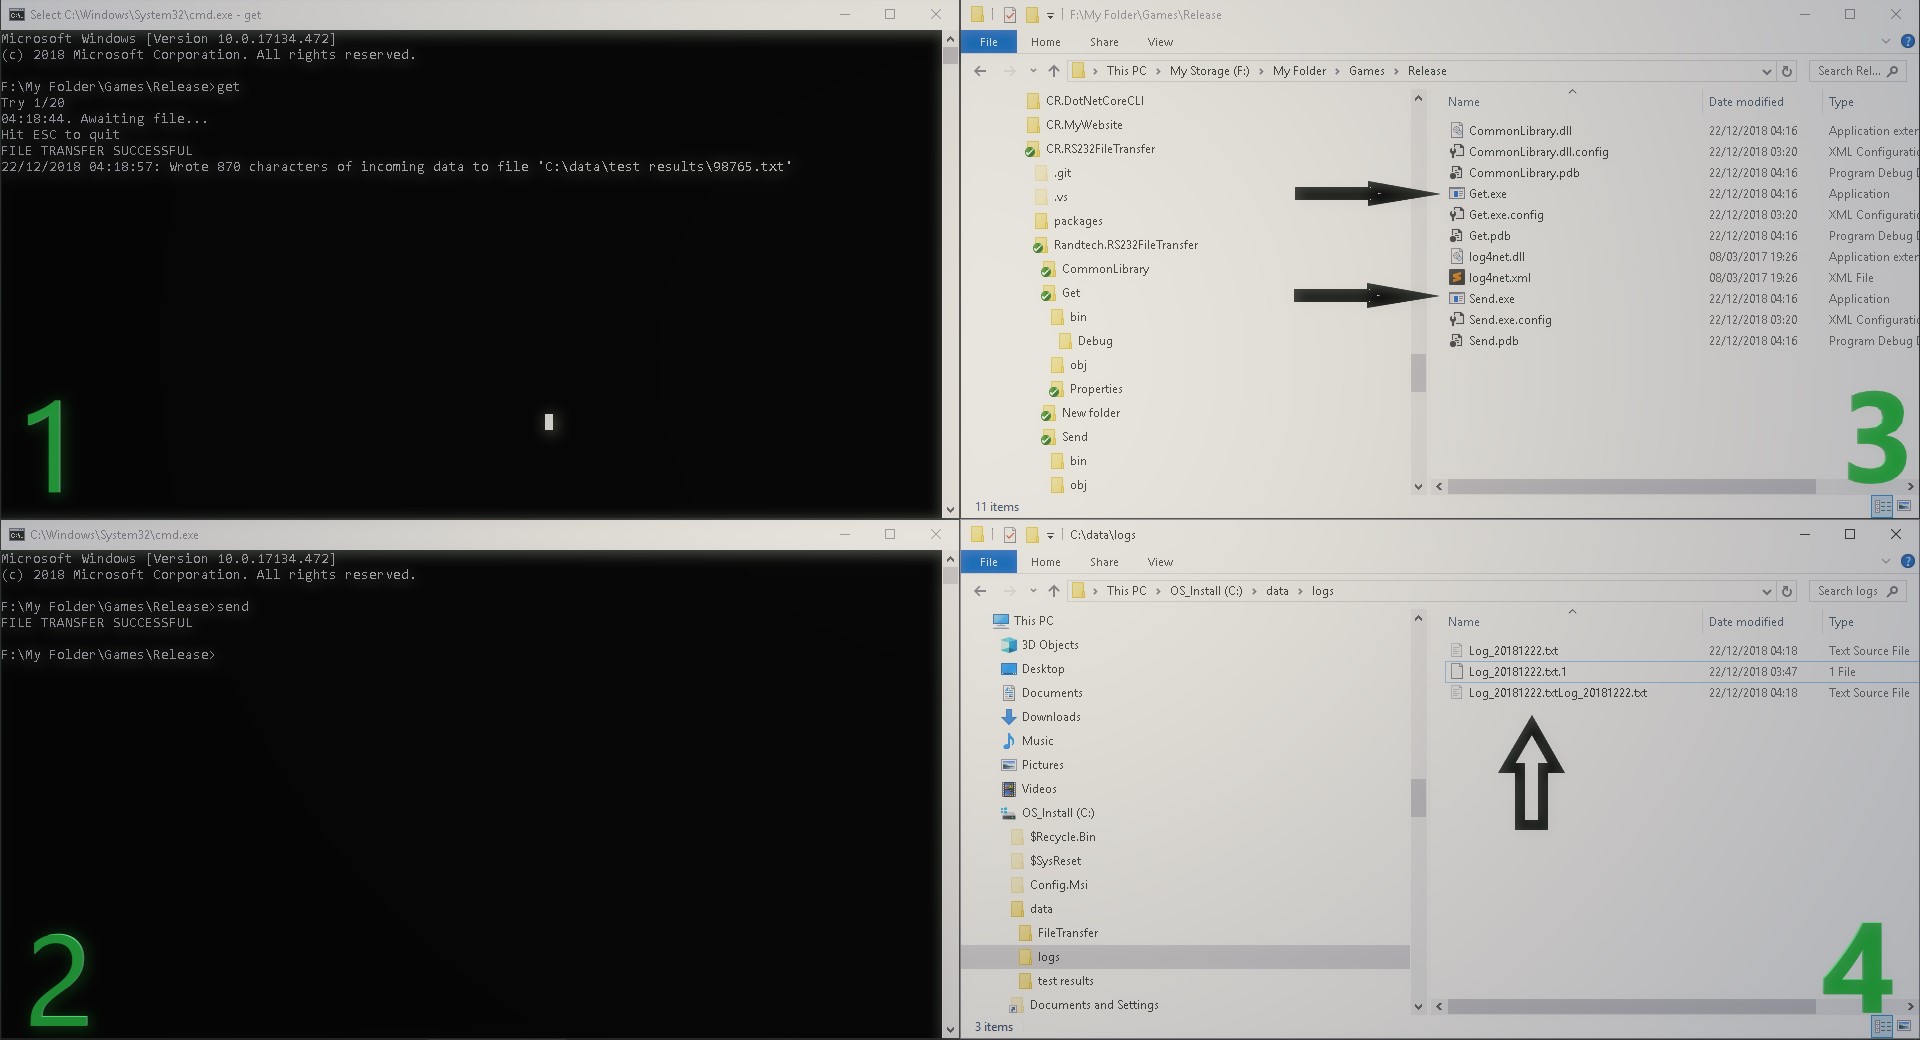 Select C:\Windows\System32\cmd.exe - get
Microsoft Windows [Version 10.0.17134.472]
(c) 2018 Microsoft Corporation. All rights reserved.
F:\My Folder\Games\Release>get
Try 1/20
04:18:44. Awaiting file...
Hit ESC to quit
FILE TRANSFER SUCCESSFUL
22/12/2018 04:18:57: Wrote 870 characters of incoming data to file 'C:\data\test results\98765.txt'
1
C:\Windows\System32\cmd.exe
Microsoft Windows [Version 10.0.17134.472]
(c) 2018 Microsoft Corporation. All rights reserved.
F:\My Folder\Games\Release>send
FILE TRANSFER SUCCESSFUL
F:\My Folder\Games\Release>
2
F:\My Folder\Games\Release
File Home Share View
This PC > My Storage (F:) > My Folder > Games > Release
Search Rel...
CR.DotNetCoreCLI
CR.MyWebsite
CR.RS232FileTransfer
.git
.vs
packages
Randtech.RS232FileTransfer
CommonLibrary
Get
bin
Debug
obj
Properties
New folder
Send
bin
obj
Name Date modified Type
CommonLibrary.dll 22/12/2018 04:16 Application exter
CommonLibrary.dll.config 22/12/2018 03:20 XML Configuratio
CommonLibrary.pdb 22/12/2018 04:16 Program Debug D
Get.exe 22/12/2018 04:16 Application
Get.exe.config 22/12/2018 03:20 XML Configuratio
Get.pdb 22/12/2018 04:16 Program Debug D
log4net.dll 08/03/2017 19:26 Application exter
log4net.xml 08/03/2017 19:26 XML File
Send.exe 22/12/2018 04:16 Application
Send.exe.config 22/12/2018 03:20 XML Configuratio
Send.pdb 22/12/2018 04:16 Program Debug D
11 items
3
C:\data\logs
File Home Share View
This PC > OS_Install (C:) > data > logs
Search logs
This PC
3D Objects
Desktop
Documents
Downloads
Music
Pictures
Videos
OS_Install (C:)
$Recycle.Bin
$SysReset
Config.Msi
data
FileTransfer
logs
test results
Documents and Settings
Name Date modified Type
Log_20181222.txt 22/12/2018 04:18 Text Source File
Log_20181222.txt.1 22/12/2018 03:47 1 File
Log_20181222.txtLog_20181222.txt 22/12/2018 04:18 Text Source File
3 items
4